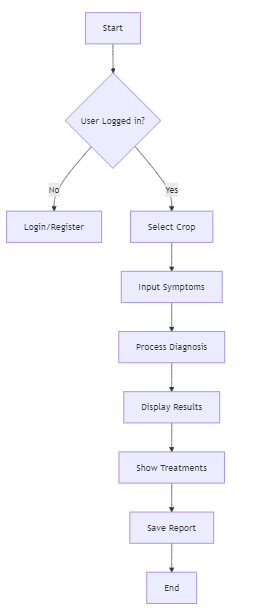 Start
User Logged in?
No
Yes
Login/Register
Select Crop
Input Symptoms
Process Diagnosis
Display Results
Show Treatments
Save Report
End